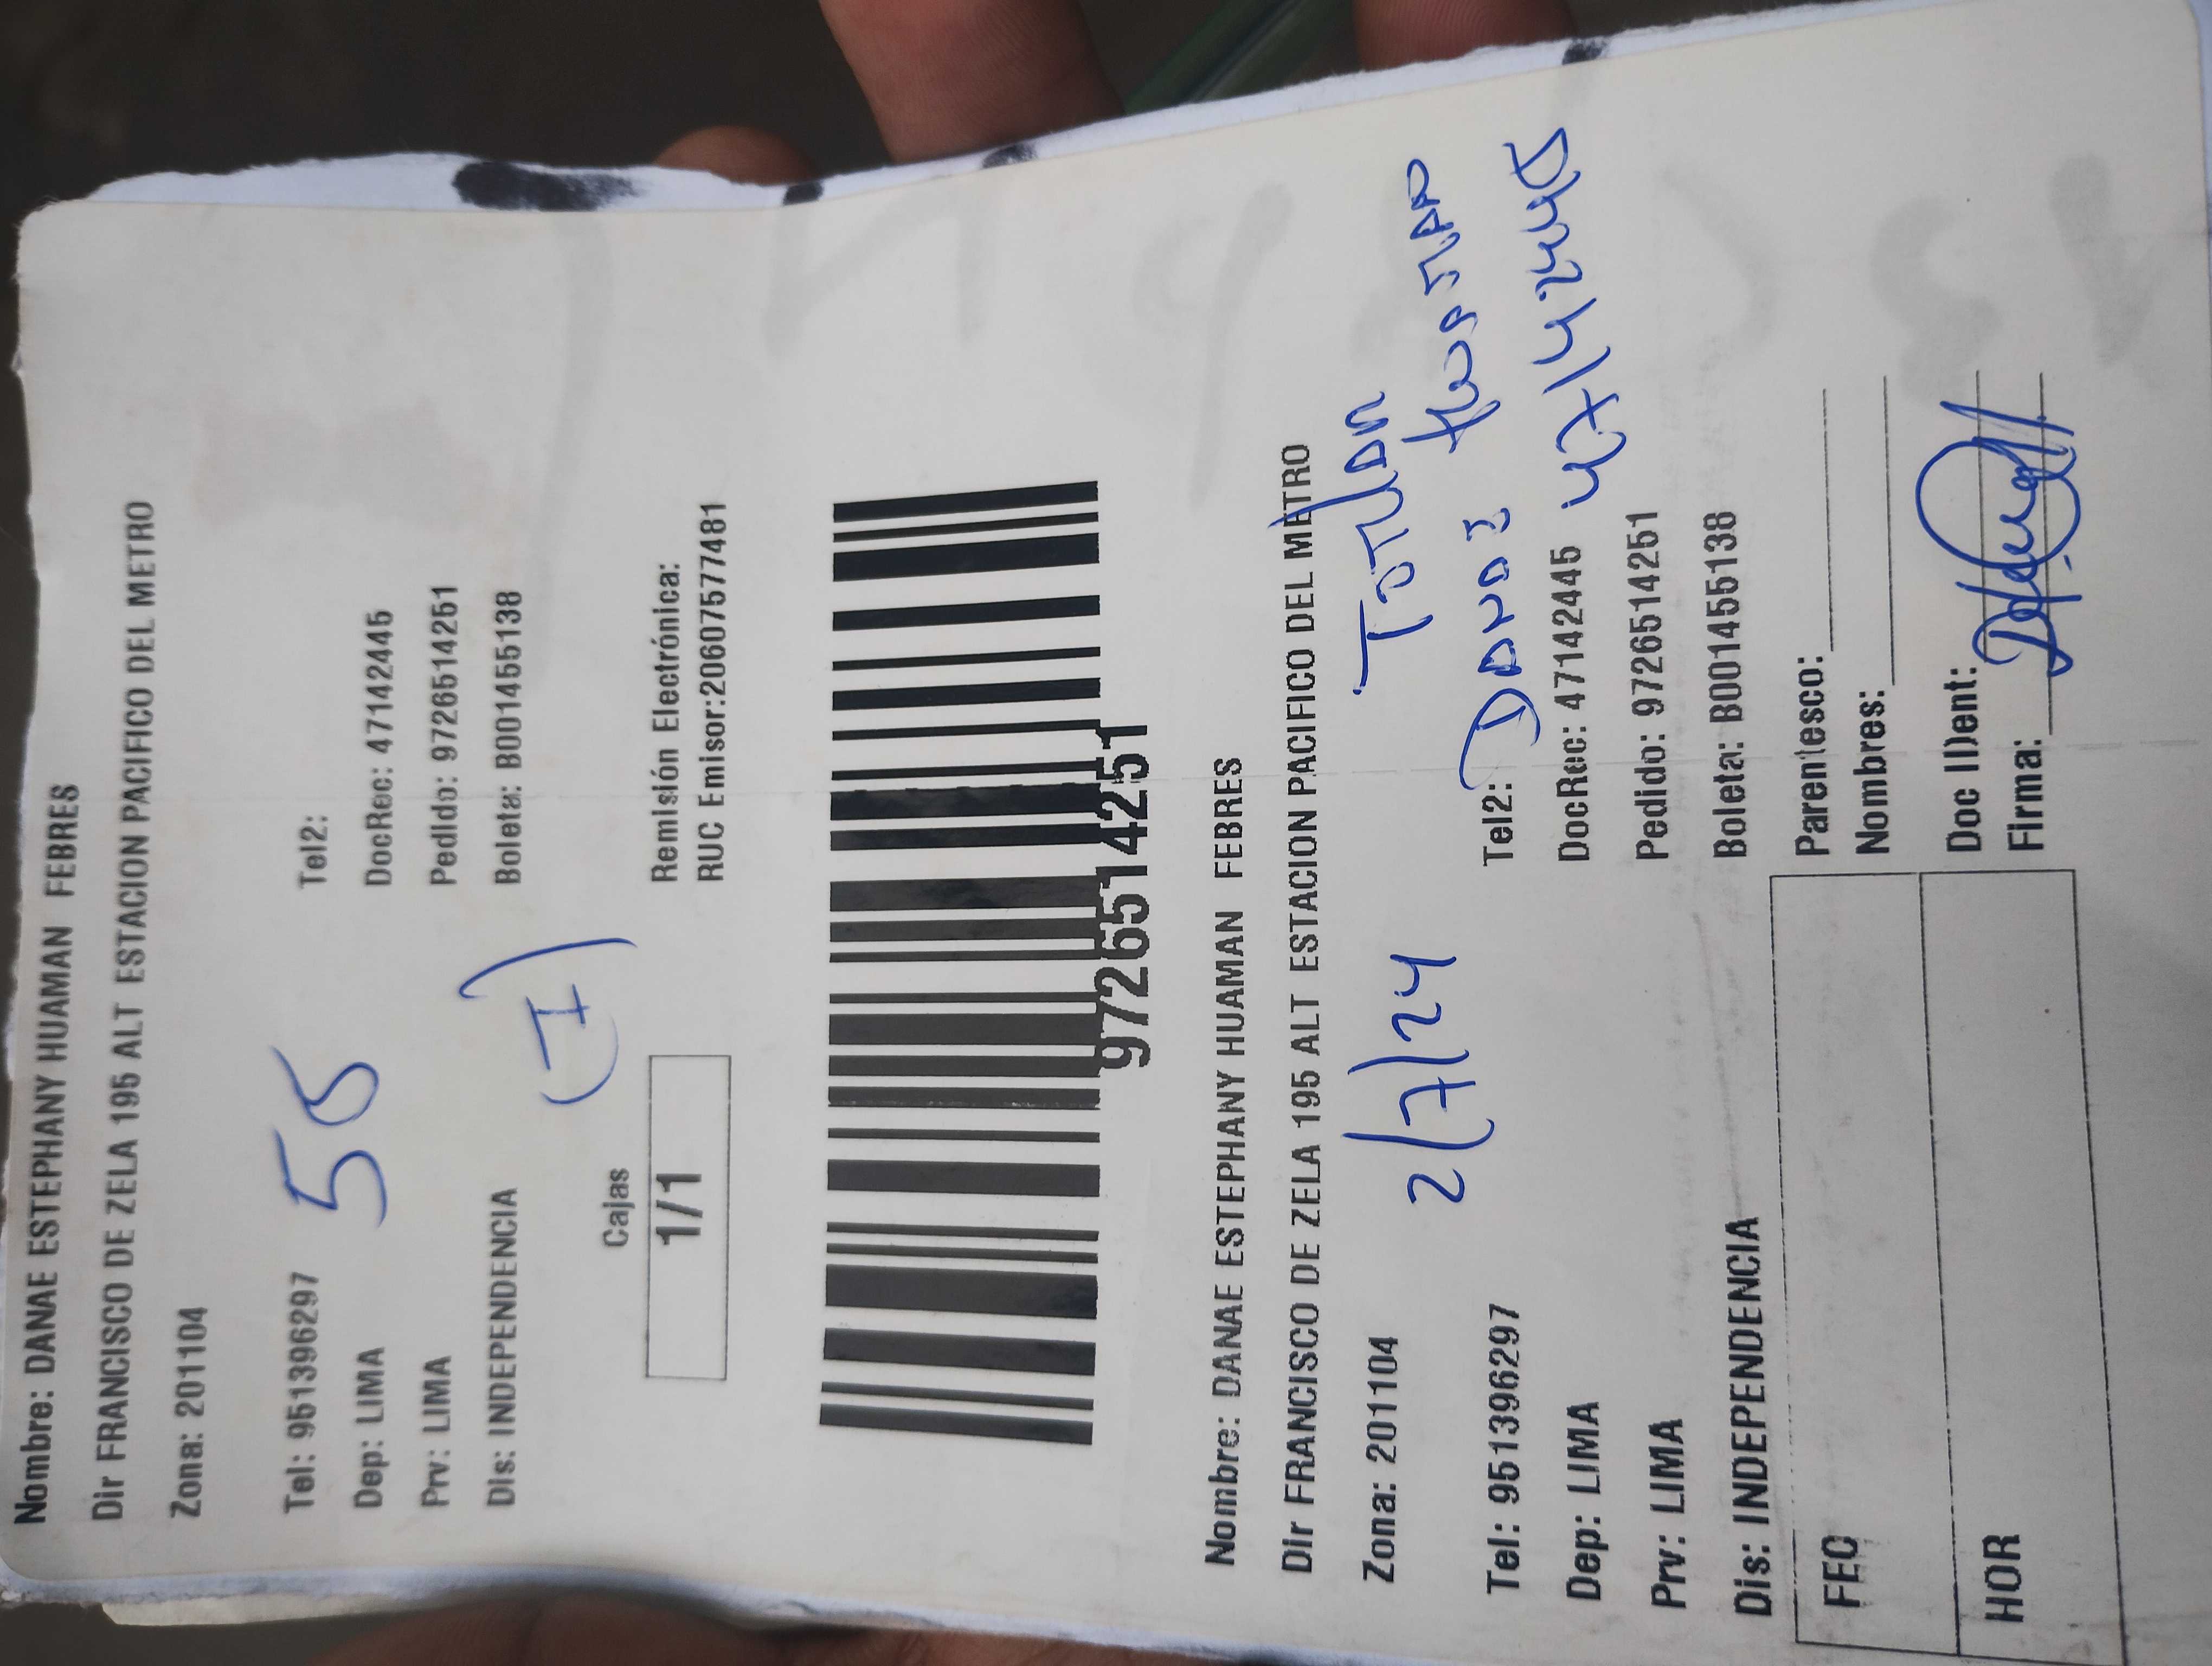 Nombre: DANAE ESTEPHANY HUAMAN FEBRES
Dir FRANCISCO DE ZELA 195 ALT ESTACION PACIFICO DEL METRO
Zona: 201104
Tel: 951396297
56
Tel2:
Dep: LIMA
DocRec: 47142445
Prv: LIMA
Pedido: 97265142​51
Dis: INDEPENDENCIA
Boleta: B001455138
(I)
Cajas
1/1
Remisión Electrónica:
RUC Emisor:20607577481
9726514251
Nombre: DANAE ESTEPHANY HUAMAN FEBRES
Dir FRANCISCO DE ZELA 195 ALT ESTACION PACIFICO DEL METRO
Zona: 201104
2/7/24
Tel: 951396297
Tel2:
Dep: LIMA
DocRec: 47142445
Prv: LIMA
Pedido: 9726514251
Dis: INDEPENDENCIA
Boleta: B001455138
FEC
Parentesco:
Nombres:
HOR
Doc IDent:
Firma: